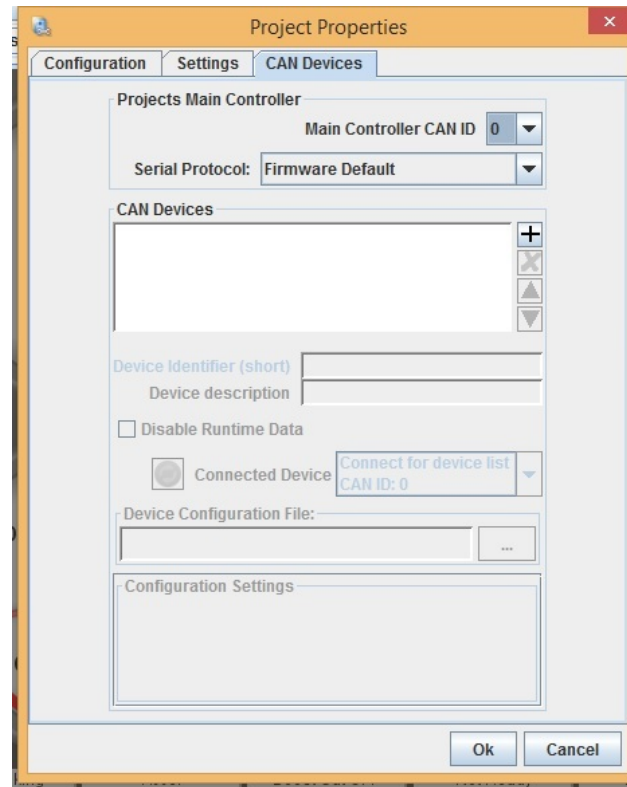 Project Properties
Configuration Settings CAN Devices
Projects Main Controller
Main Controller CAN ID 0
Serial Protocol: Firmware Default
CAN Devices
Device Identifier (short)
Device description
Disable Runtime Data
Connected Device Connect for device list
CAN ID: 0
Device Configuration File:
...
Configuration Settings
Ok Cancel